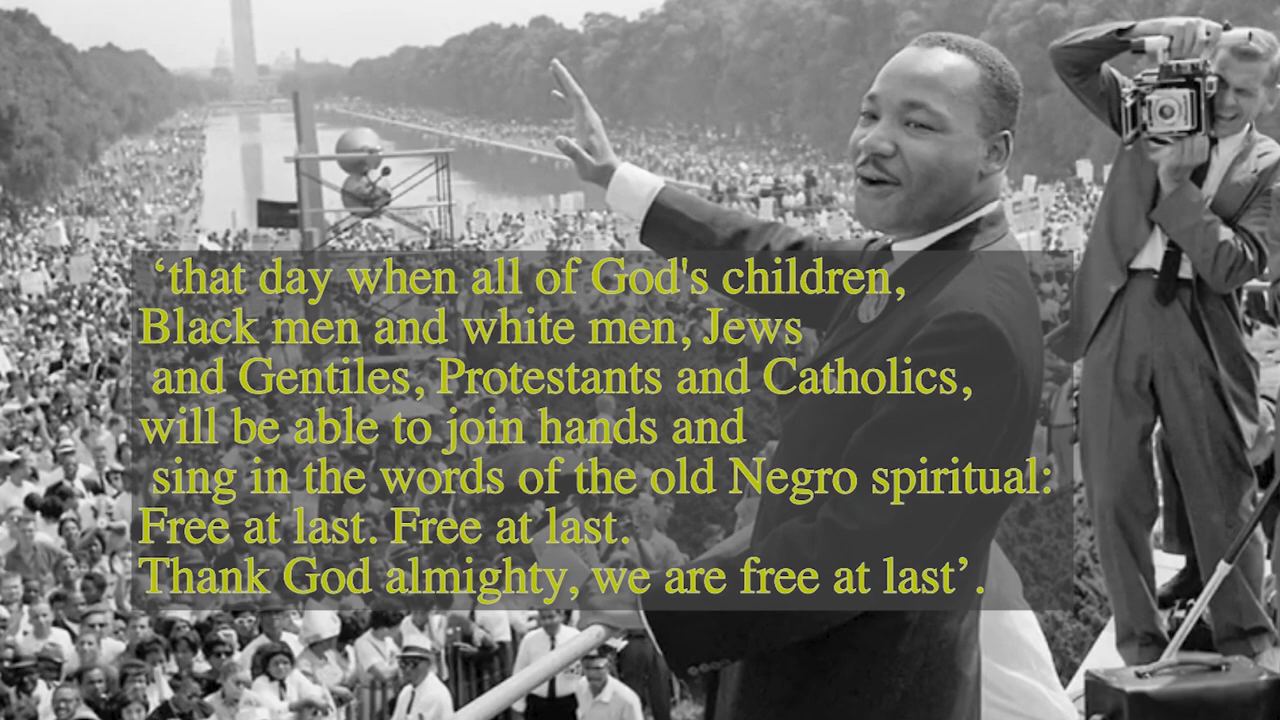 ‘that day when all of God's children,
Black men and white men, Jews
and Gentiles, Protestants and Catholics,
will be able to join hands and
sing in the words of the old Negro spiritual:
Free at last. Free at last.
Thank God almighty, we are free at last’ .